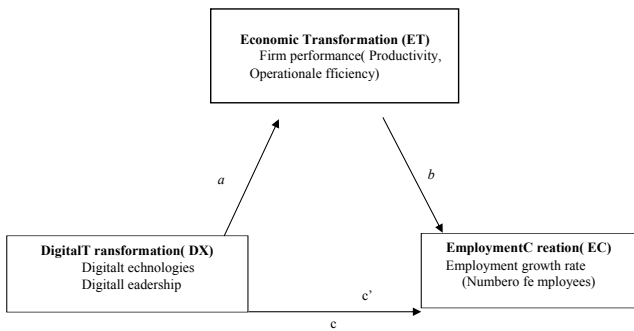 Economic Transformation (ET)
Firm performance( Productivity,
Operationale fficiency)
a
b
DigitalT ransformation( DX)
Digitalt echnologies
Digitall eadership
EmploymentC reation( EC)
Employment growth rate
(Numbero fe mployees)
c’
c